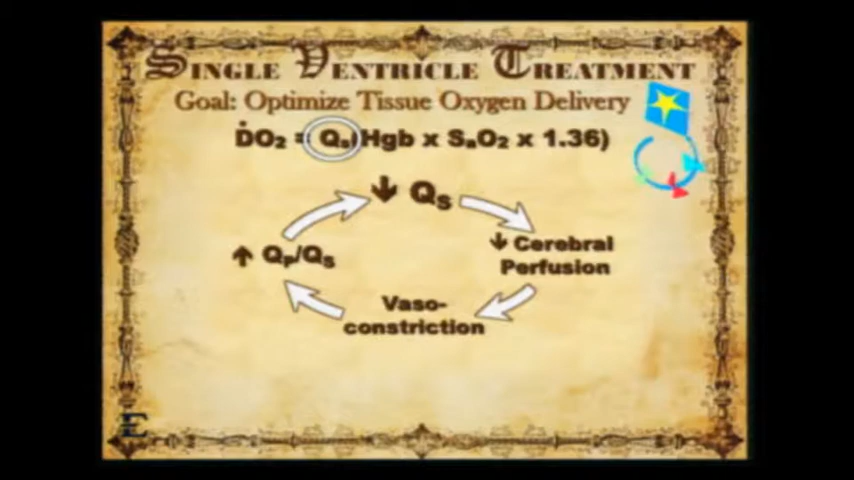 SINGLE VENTRICLE TREATMENT
Goal: Optimize Tissue Oxygen Delivery
ḊO₂ = Qₛ(Hgb x SₐO₂ x 1.36)
↓ Qₛ
↓ Cerebral
Perfusion
↑ Qₚ/Qₛ
Vaso-
constriction
E